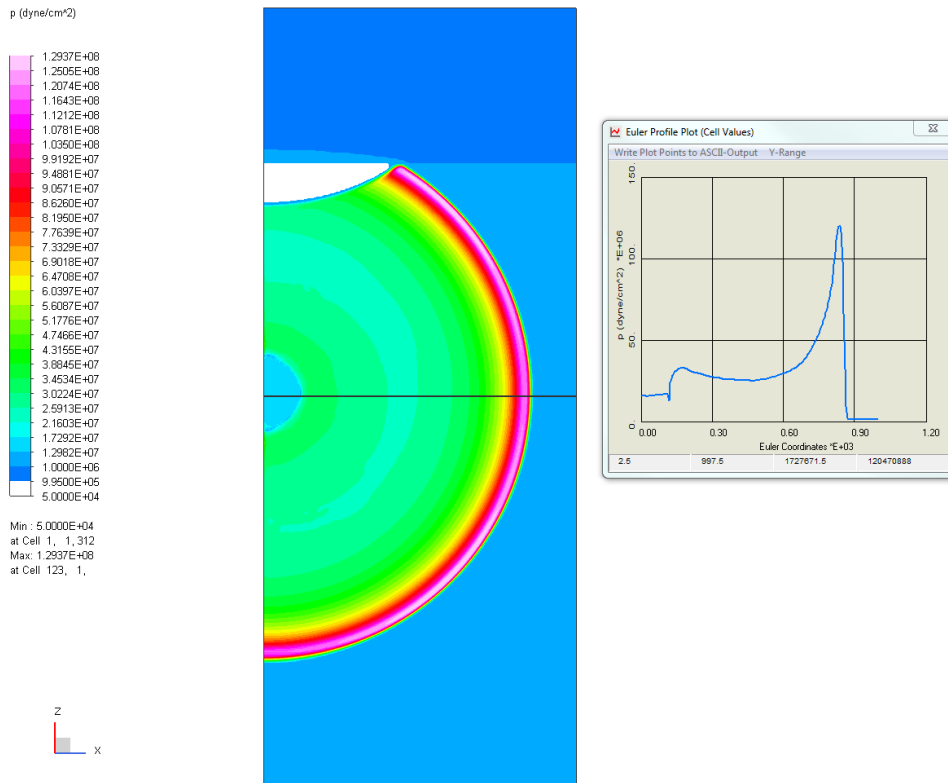 p (dyne/cm^2)
1.2937E+08
1.2505E+08
1.2074E+08
1.1643E+08
1.1212E+08
1.0781E+08
1.0350E+08
9.9192E+07
9.4881E+07
9.0571E+07
8.6260E+07
8.1950E+07
7.7639E+07
7.3329E+07
6.9018E+07
6.4708E+07
6.0397E+07
5.6087E+07
5.1776E+07
4.7466E+07
4.3155E+07
3.8845E+07
3.4534E+07
3.0224E+07
2.5913E+07
2.1603E+07
1.7292E+07
1.2982E+07
1.0000E+06
9.9500E+05
5.0000E+04
Min : 5.0000E+04
at Cell 1, 1,312
Max: 1.2937E+08
at Cell 123, 1,
Z
X
Euler Profile Plot (Cell Values)
Write Plot Points to ASCII-Output Y-Range
p (dyne/cm^2) *E+06
150.
100.
50.
0.
0.00 0.30 0.60 0.90 1.20
Euler Coordinates *E+03
2.5 997.5 1727671.5 120470888